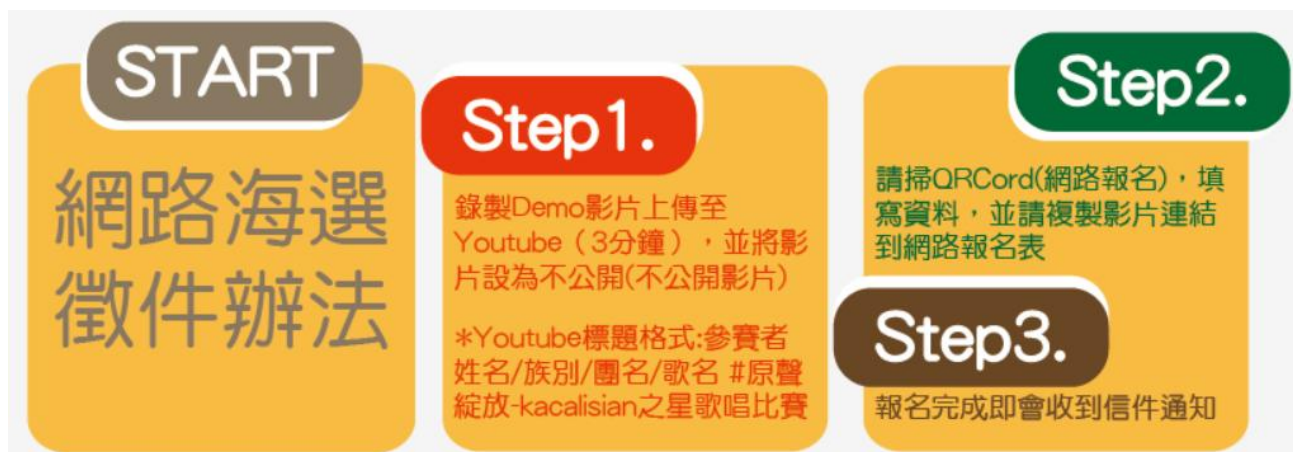 START
網路海選
徵件辦法
Step1.
錄製Demo影片上傳至
Youtube（3分鐘），並將影
片設為不公開(不公開影片)
*Youtube標題格式:參賽者
姓名/族別/團名/歌名 #原聲
綻放-kacalisian之星歌唱比賽
Step2.
請掃QRCord(網路報名)，填
寫資料，並請複製影片連結
到網路報名表
Step3.
報名完成即會收到信件通知